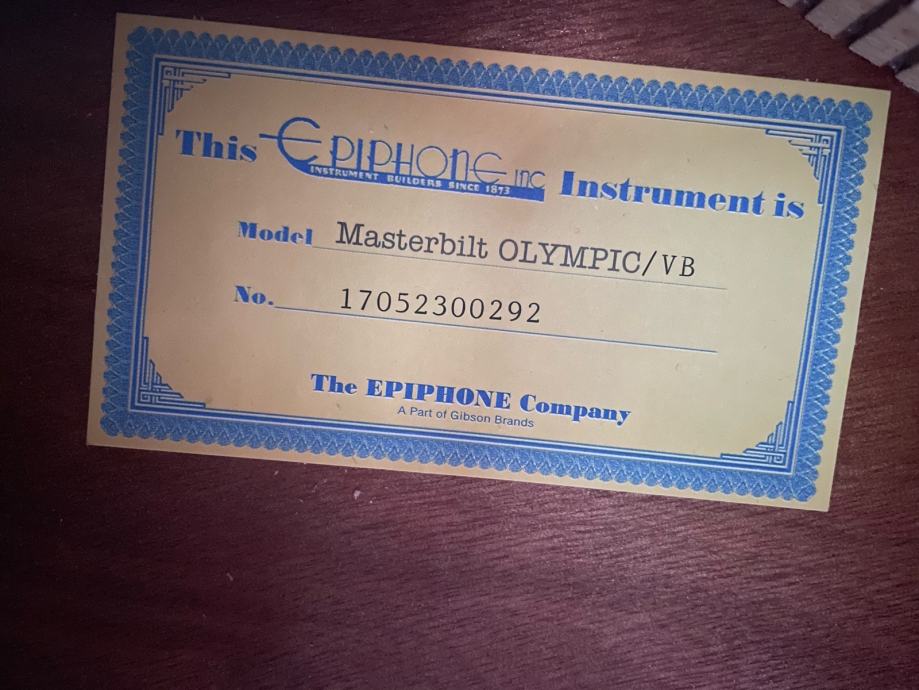 This EPIPHONE INC Instrument is
INSTRUMENT BUILDERS SINCE 1873
Model Masterbilt OLYMPIC/VB
No. 17052300292
The EPIPHONE Company
A Part of Gibson Brands